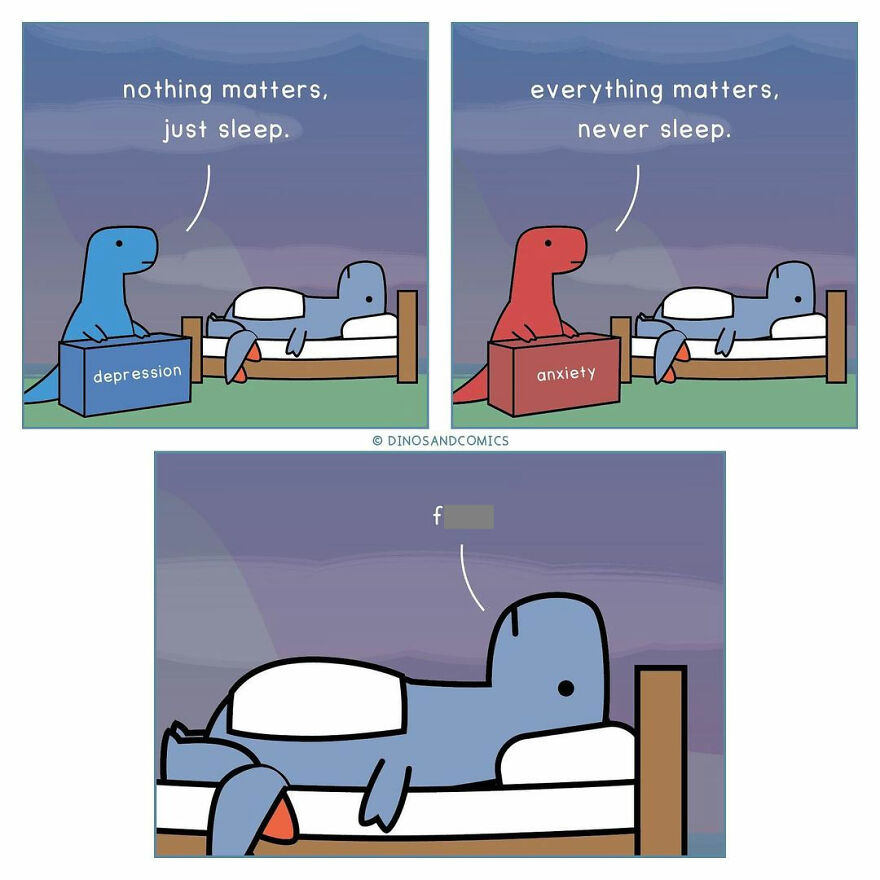 nothing matters,
just sleep.
depression
everything matters,
never sleep.
anxiety
© DINOSANDCOMICS
f